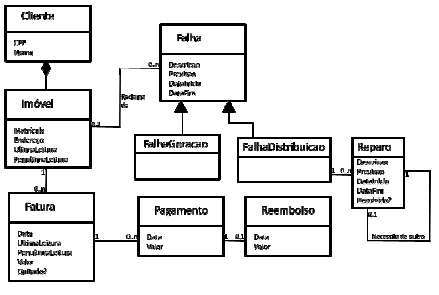 Cliente
CPF
Nome
Falha
Descricao
Previsao
DataInicio
DataFim
0..n
Reclama
de
Imóvel
Matricula
Endereço
UltimaLeitura
PenultimaLeitura
0..1
FalhaGeracao
FalhaDistribuicao
Reparo
Descricao
Previsao
DataInicio
DataFim
Resolvido?
1
0..n
1
0..1
Necessita de outro
1
0..n
Fatura
Data
UltimaLeitura
PenultimaLeitura
Valor
Quitado?
1
0..n
Pagamento
Data
Valor
1
0..1
Reembolso
Data
Valor